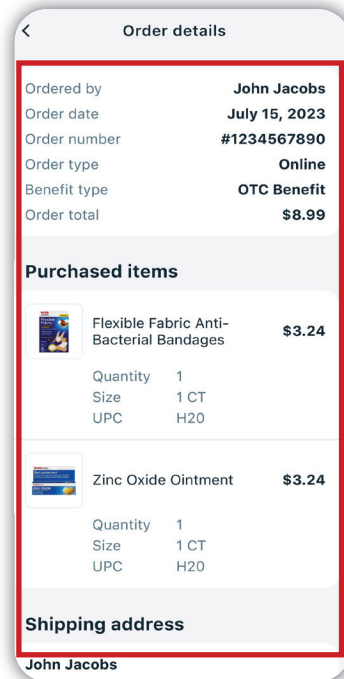 Order details
Ordered by John Jacobs
Order date July 15, 2023
Order number #1234567890
Order type Online
Benefit type OTC Benefit
Order total $8.99
Purchased items
Flexible Fabric Anti-
Bacterial Bandages $3.24
Quantity 1
Size 1 CT
UPC H20
Zinc Oxide Ointment $3.24
Quantity 1
Size 1 CT
UPC H20
Shipping address
John Jacobs